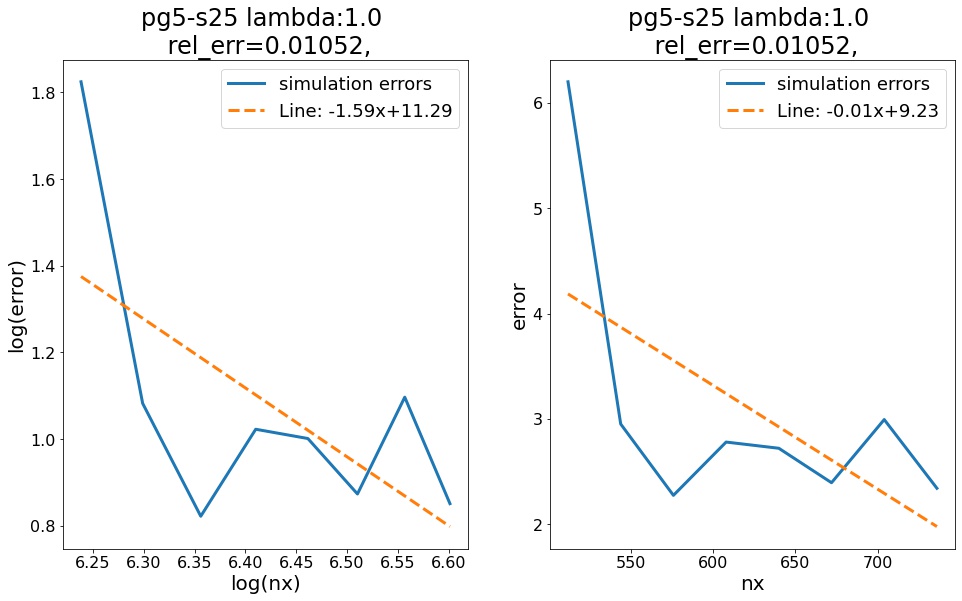 pg5-s25 lambda:1.0
rel_err=0.01052,
simulation errors
Line: -1.59x+11.29
log(error)
1.8
1.6
1.4
1.2
1.0
0.8
6.25 6.30 6.35 6.40 6.45 6.50 6.55 6.60
log(nx)
pg5-s25 lambda:1.0
rel_err=0.01052,
simulation errors
Line: -0.01x+9.23
error
6
5
4
3
2
550 600 650 700
nx